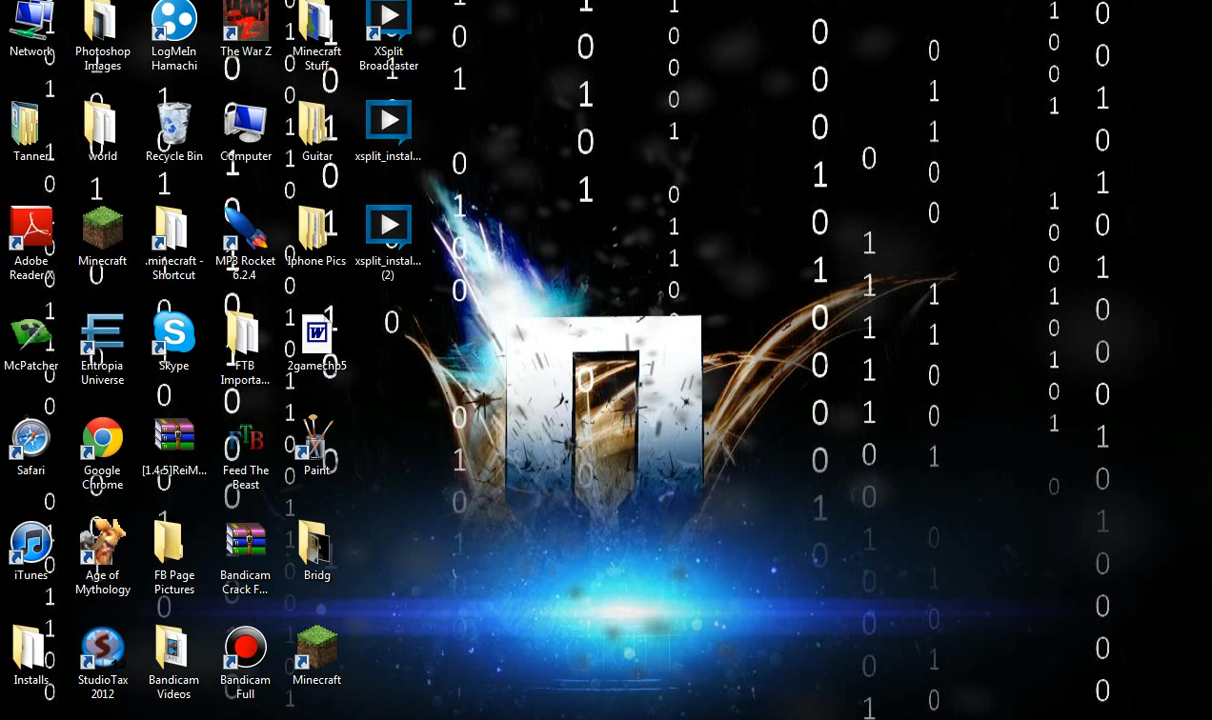 Network
Photoshop
Images
LogMeIn
Hamachi
The War Z
Minecraft
Stuff
XSplit
Broadcaster
Tanner
world
Recycle Bin
Computer
Guitar
xsplit_instal...
Adobe
Reader X
Minecraft
.minecraft -
Shortcut
MP3 Rocket
6.2.4
Iphone Pics
xsplit_instal...
(2)
McPatcher
Entropia
Universe
Skype
FTB
Importa...
2gamechb5
Safari
Google
Chrome
[1.4.5]ReiM...
FTB
Feed The
Beast
Paint
iTunes
Age of
Mythology
FB Page
Pictures
Bandicam
Crack F...
Bridg
Installs
StudioTax
2012
Bandicam
Videos
Bandicam
Full
Minecraft